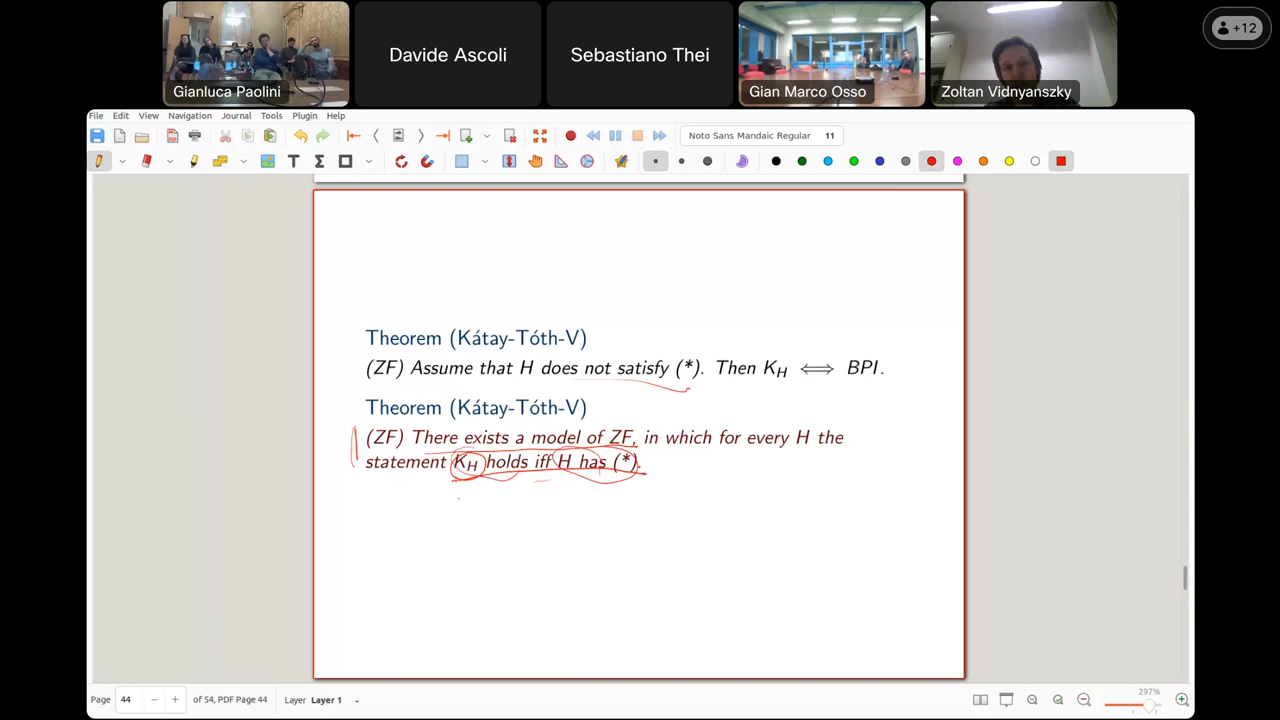 Davide Ascoli
Sebastiano Thei
+12
Gianluca Paolini
Gian Marco Osso
Zoltan Vidnyanszky
File Edit View Navigation Journal Tools Plugin Help
Noto Sans Mandaic Regular 11
Theorem (Kátay-Tóth-V)
(ZF) Assume that H does not satisfy (*). Then K_H ⟺ BPI.
Theorem (Kátay-Tóth-V)
(ZF) There exists a model of ZF, in which for every H the
statement K_H holds iff H has (*).
Page 44 of 54, PDF Page 44 Layer Layer 1 297%